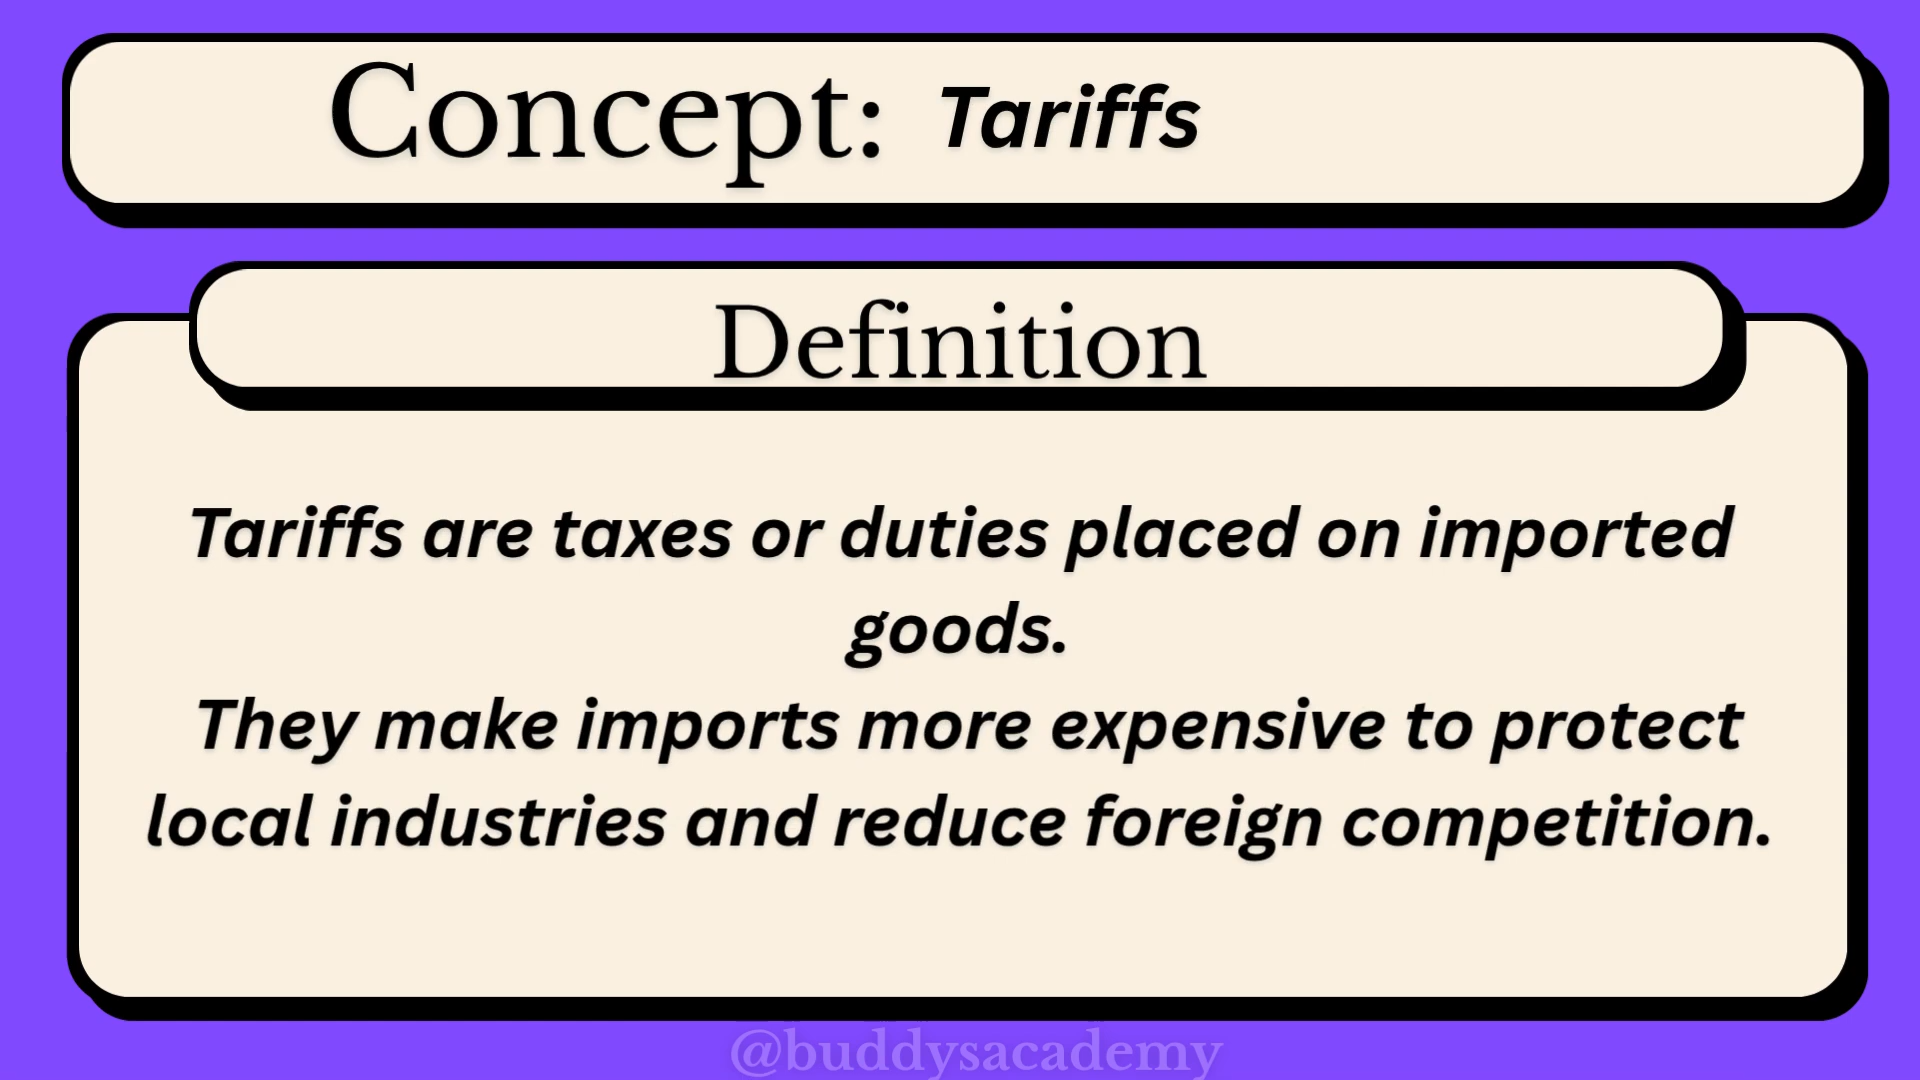 Concept: Tariffs
Definition
Tariffs are taxes or duties placed on imported
goods.
They make imports more expensive to protect
local industries and reduce foreign competition.
@buddysacademy